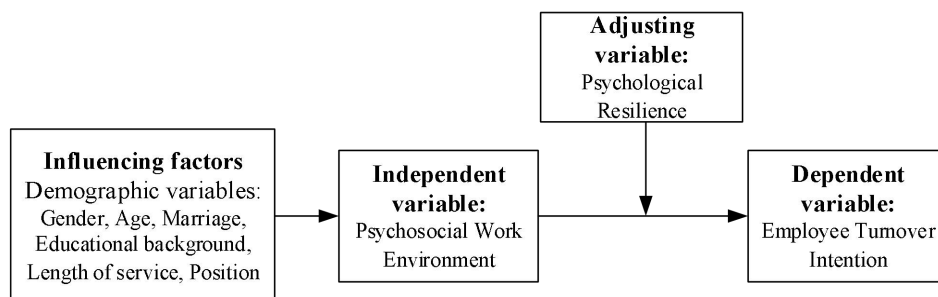 Adjusting
variable:
Psychological
Resilience
Influencing factors
Demographic variables:
Gender, Age, Marriage,
Educational background,
Length of service, Position
Independent
variable:
Psychosocial Work
Environment
Dependent
variable:
Employee Turnover
Intention